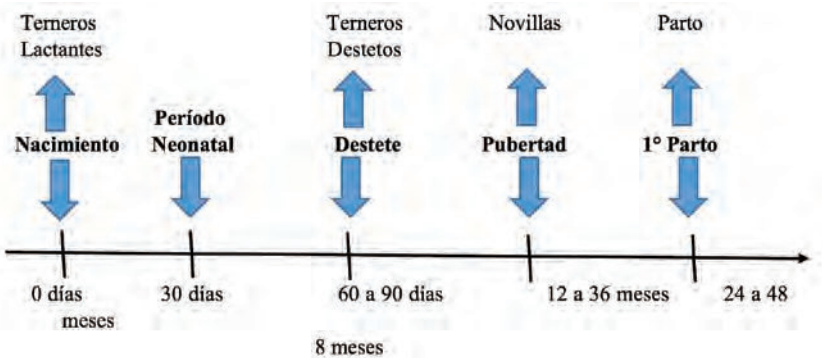 Terneros
Lactantes
Terneros
Destetos
Novillas
Parto
Período
Nacimiento Neonatal Destete Pubertad 1° Parto
0 días 30 días 60 a 90 días 12 a 36 meses 24 a 48
meses
8 meses